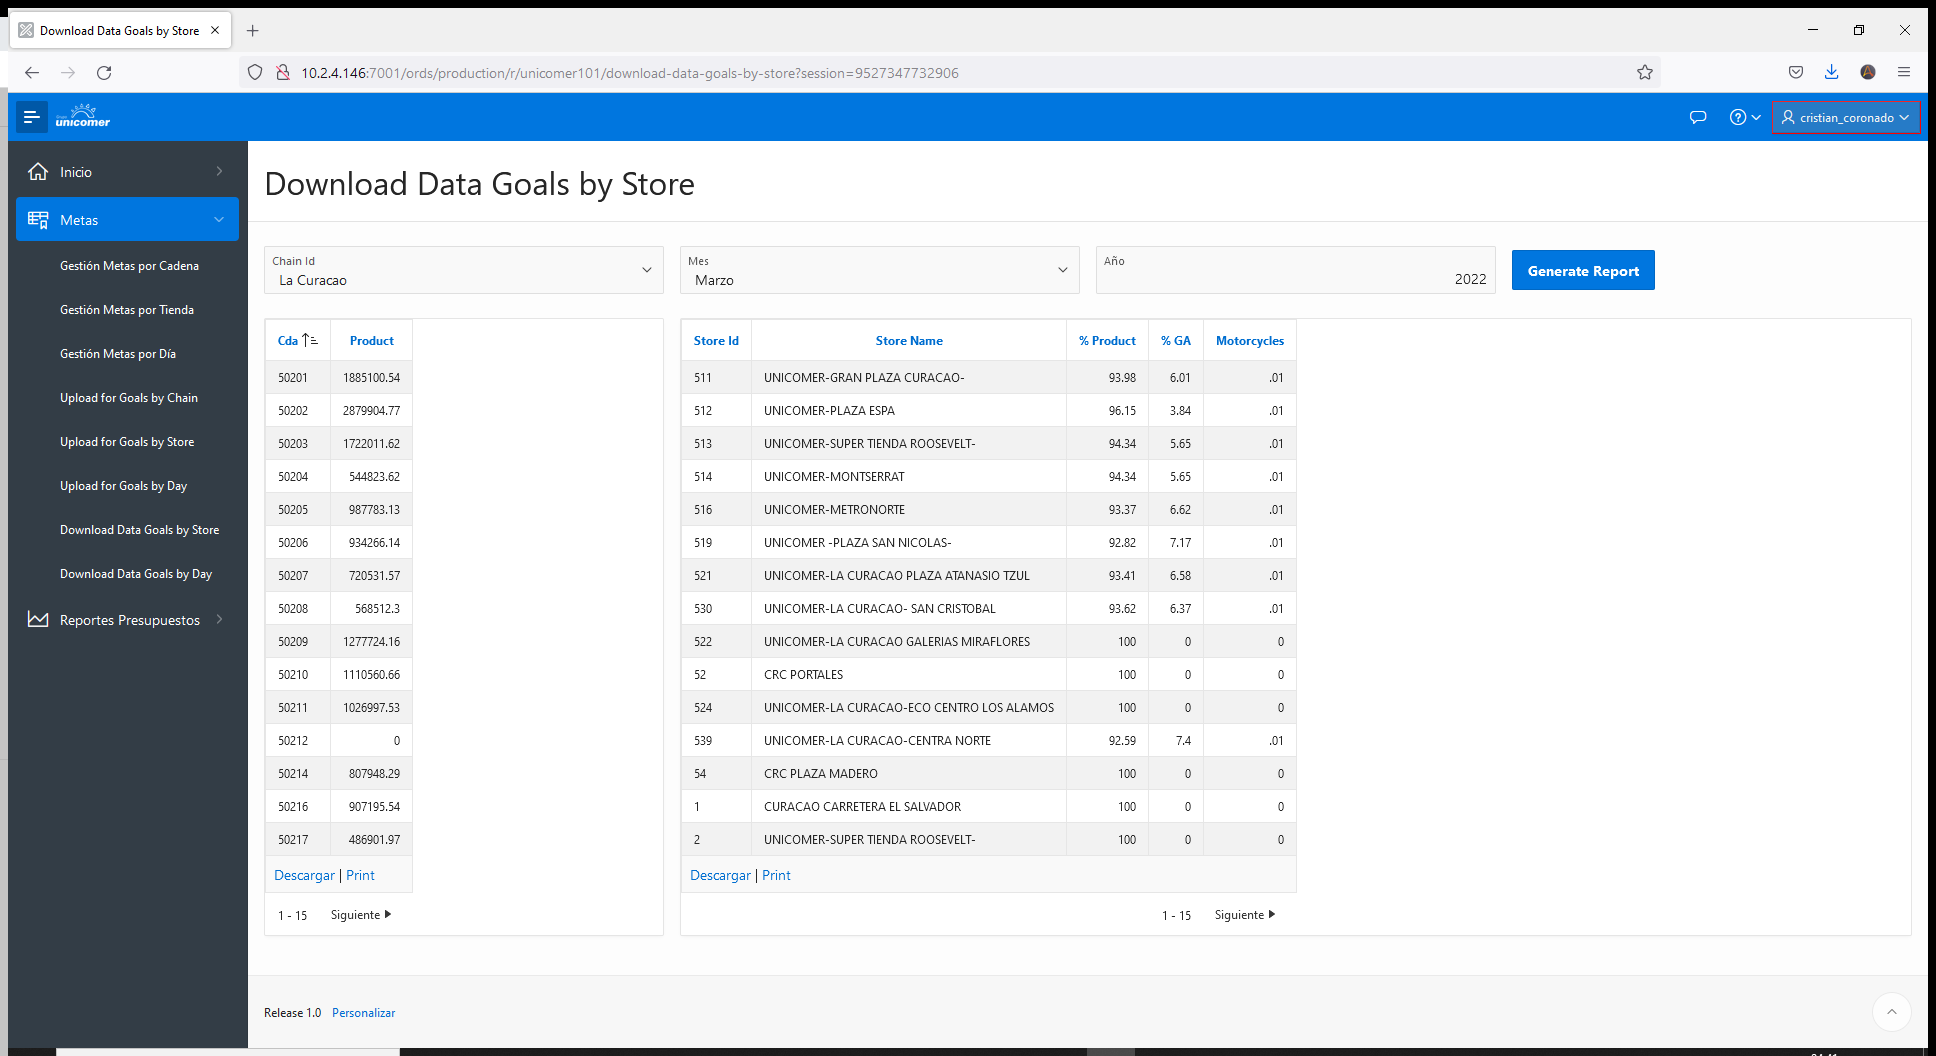 Download Data Goals by Store
10.2.4.146:7001/ords/production/r/unicomer101/download-data-goals-by-store?session=9527347732906
unicomer
cristian_coronado
Inicio
Metas
Gestión Metas por Cadena
Gestión Metas por Tienda
Gestión Metas por Día
Upload for Goals by Chain
Upload for Goals by Store
Upload for Goals by Day
Download Data Goals by Store
Download Data Goals by Day
Reportes Presupuestos
Download Data Goals by Store
Chain Id
La Curacao
Mes
Marzo
Año
2022
Generate Report
Cda Product
50201 1885100.54
50202 2879904.77
50203 1722011.62
50204 544823.62
50205 987783.13
50206 934266.14
50207 720531.57
50208 568512.3
50209 1277724.16
50210 1110560.66
50211 1026997.53
50212 0
50214 807948.29
50216 907195.54
50217 486901.97
Descargar | Print
1 - 15 Siguiente
Store Id Store Name % Product % GA Motorcycles
511 UNICOMER-GRAN PLAZA CURACAO- 93.98 6.01 .01
512 UNICOMER-PLAZA ESPA 96.15 3.84 .01
513 UNICOMER-SUPER TIENDA ROOSEVELT- 94.34 5.65 .01
514 UNICOMER-MONTSERRAT 94.34 5.65 .01
516 UNICOMER-METRONORTE 93.37 6.62 .01
519 UNICOMER -PLAZA SAN NICOLAS- 92.82 7.17 .01
521 UNICOMER-LA CURACAO PLAZA ATANASIO TZUL 93.41 6.58 .01
530 UNICOMER-LA CURACAO- SAN CRISTOBAL 93.62 6.37 .01
522 UNICOMER-LA CURACAO GALERIAS MIRAFLORES 100 0 0
52 CRC PORTALES 100 0 0
524 UNICOMER-LA CURACAO-ECO CENTRO LOS ALAMOS 100 0 0
539 UNICOMER-LA CURACAO-CENTRA NORTE 92.59 7.4 .01
54 CRC PLAZA MADERO 100 0 0
1 CURACAO CARRETERA EL SALVADOR 100 0 0
2 UNICOMER-SUPER TIENDA ROOSEVELT- 100 0 0
Descargar | Print
1 - 15 Siguiente
Release 1.0 Personalizar